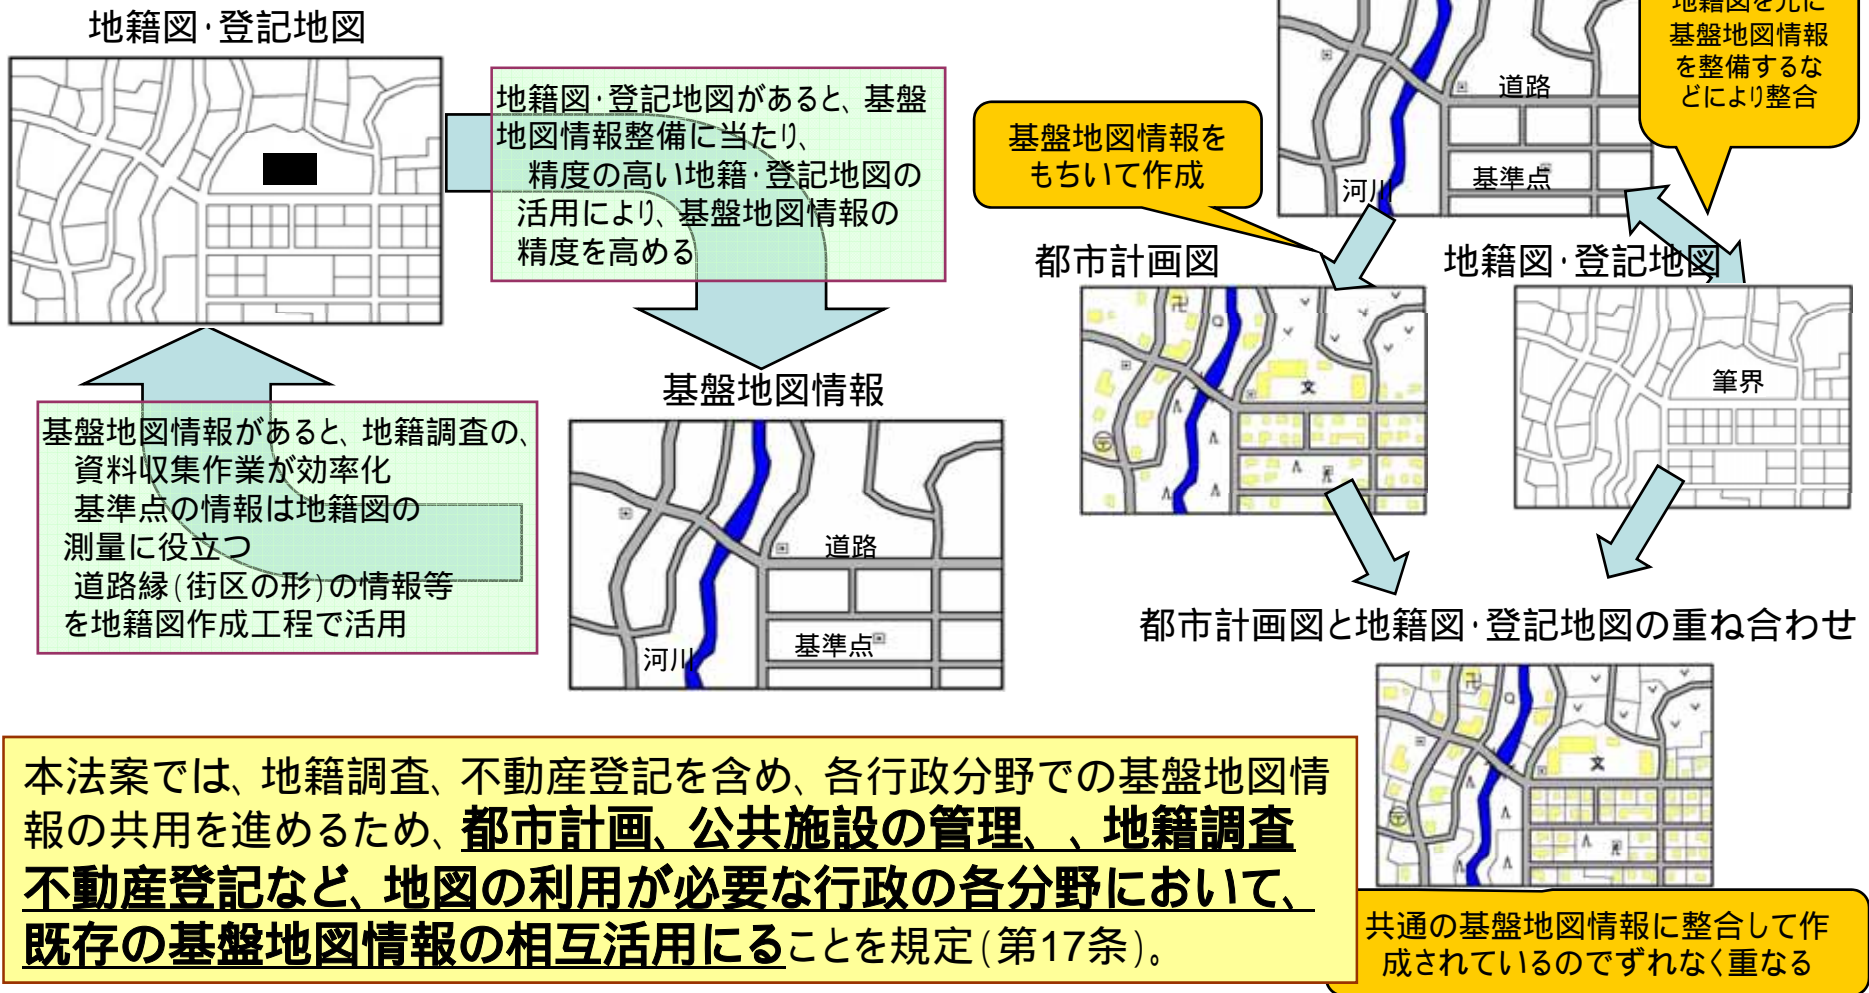 地籍図・登記地図
地籍図・登記地図があると、基盤
地図情報整備に当たり、
精度の高い地籍・登記地図の
活用により、基盤地図情報の
精度を高める
基盤地図情報があると、地籍調査の、
資料収集作業が効率化
基準点の情報は地籍図の
測量に役立つ
道路縁(街区の形)の情報等
を地籍図作成工程で活用
基盤地図情報
道路
基準点
河川
地籍図を元に
基盤地図情報
を整備するな
どにより整合
道路
基準点
河川
基盤地図情報を
もちいて作成
都市計画図
文
地籍図・登記地図
筆界
都市計画図と地籍図・登記地図の重ね合わせ
文
共通の基盤地図情報に整合して作
成されているのでずれなく重なる
本法案では、地籍調査、不動産登記を含め、各行政分野での基盤地図情
報の共用を進めるため、都市計画、公共施設の管理、、地籍調査
不動産登記など、地図の利用が必要な行政の各分野において、
既存の基盤地図情報の相互活用にることを規定(第17条)。